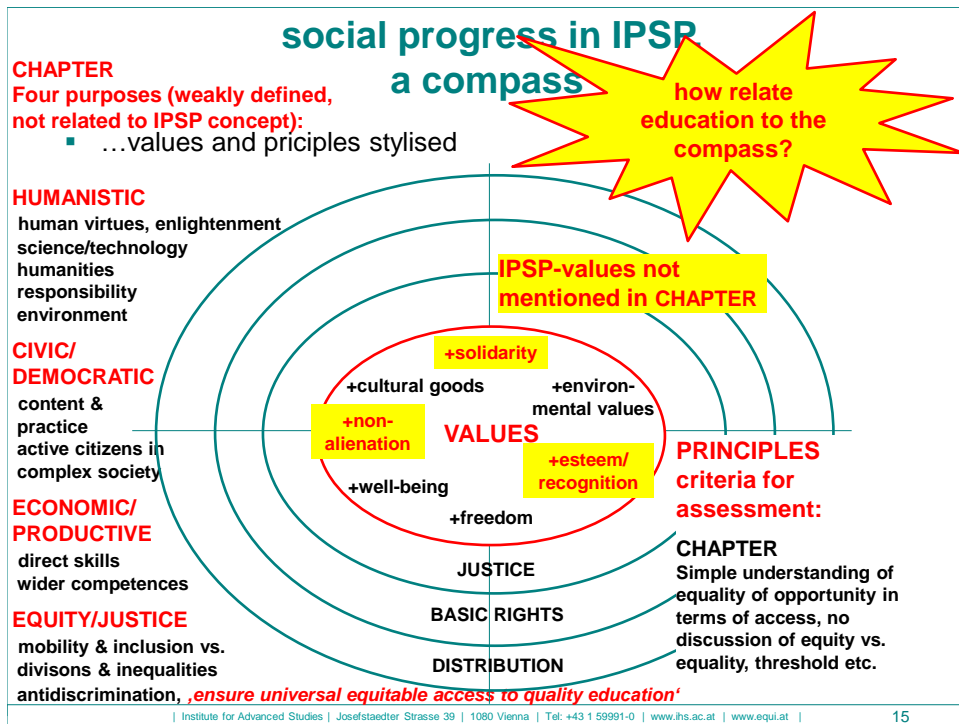 social progress in IPSP,
a compass
how relate
education to the
compass?
CHAPTER
Four purposes (weakly defined,
not related to IPSP concept):
▪ …values and priciples stylised
HUMANISTIC
human virtues, enlightenment
science/technology
humanities
responsibility
environment
CIVIC/
DEMOCRATIC
content &
practice
active citizens in
complex society
ECONOMIC/
PRODUCTIVE
direct skills
wider competences
EQUITY/JUSTICE
mobility & inclusion vs.
divisons & inequalities
antidiscrimination, ‚ensure universal equitable access to quality education‘
IPSP-values not
mentioned in CHAPTER
+solidarity
+cultural goods
+environ-
mental values
+non-
alienation
VALUES
+esteem/
recognition
+well-being
+freedom
JUSTICE
BASIC RIGHTS
DISTRIBUTION
PRINCIPLES
criteria for
assessment:
CHAPTER
Simple understanding of
equality of opportunity in
terms of access, no
discussion of equity vs.
equality, threshold etc.
| Institute for Advanced Studies | Josefstaedter Strasse 39 | 1080 Vienna | Tel: +43 1 59991-0 | www.ihs.ac.at | www.equi.at |
15